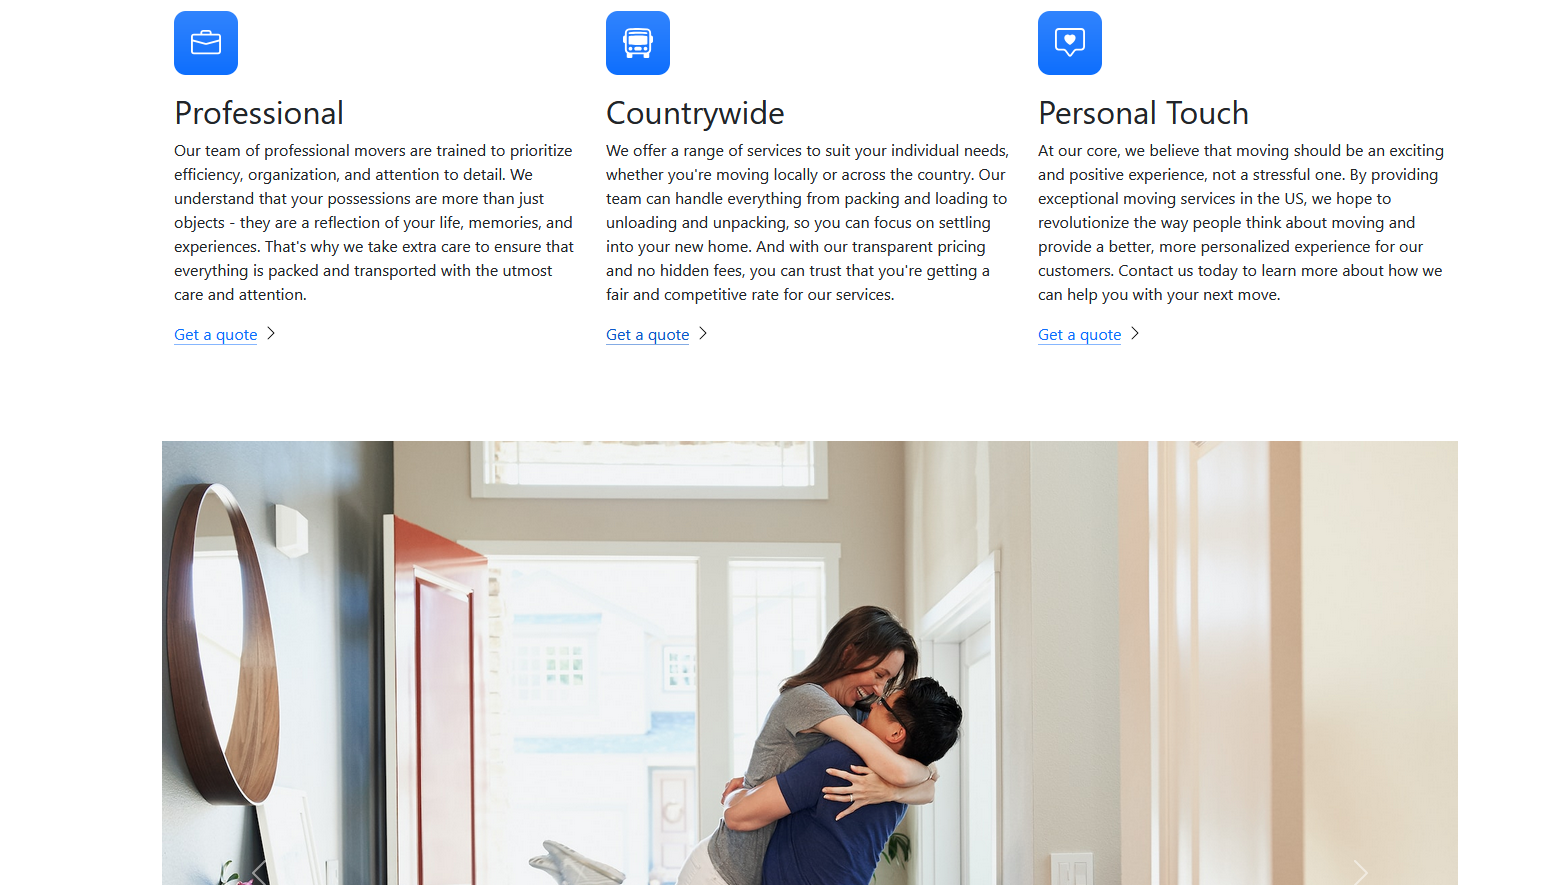 Professional
Our team of professional movers are trained to prioritize
efficiency, organization, and attention to detail. We
understand that your possessions are more than just
objects - they are a reflection of your life, memories, and
experiences. That's why we take extra care to ensure that
everything is packed and transported with the utmost
care and attention.
Get a quote
Countrywide
We offer a range of services to suit your individual needs,
whether you're moving locally or across the country. Our
team can handle everything from packing and loading to
unloading and unpacking, so you can focus on settling
into your new home. And with our transparent pricing
and no hidden fees, you can trust that you're getting a
fair and competitive rate for our services.
Get a quote
Personal Touch
At our core, we believe that moving should be an exciting
and positive experience, not a stressful one. By providing
exceptional moving services in the US, we hope to
revolutionize the way people think about moving and
provide a better, more personalized experience for our
customers. Contact us today to learn more about how we
can help you with your next move.
Get a quote